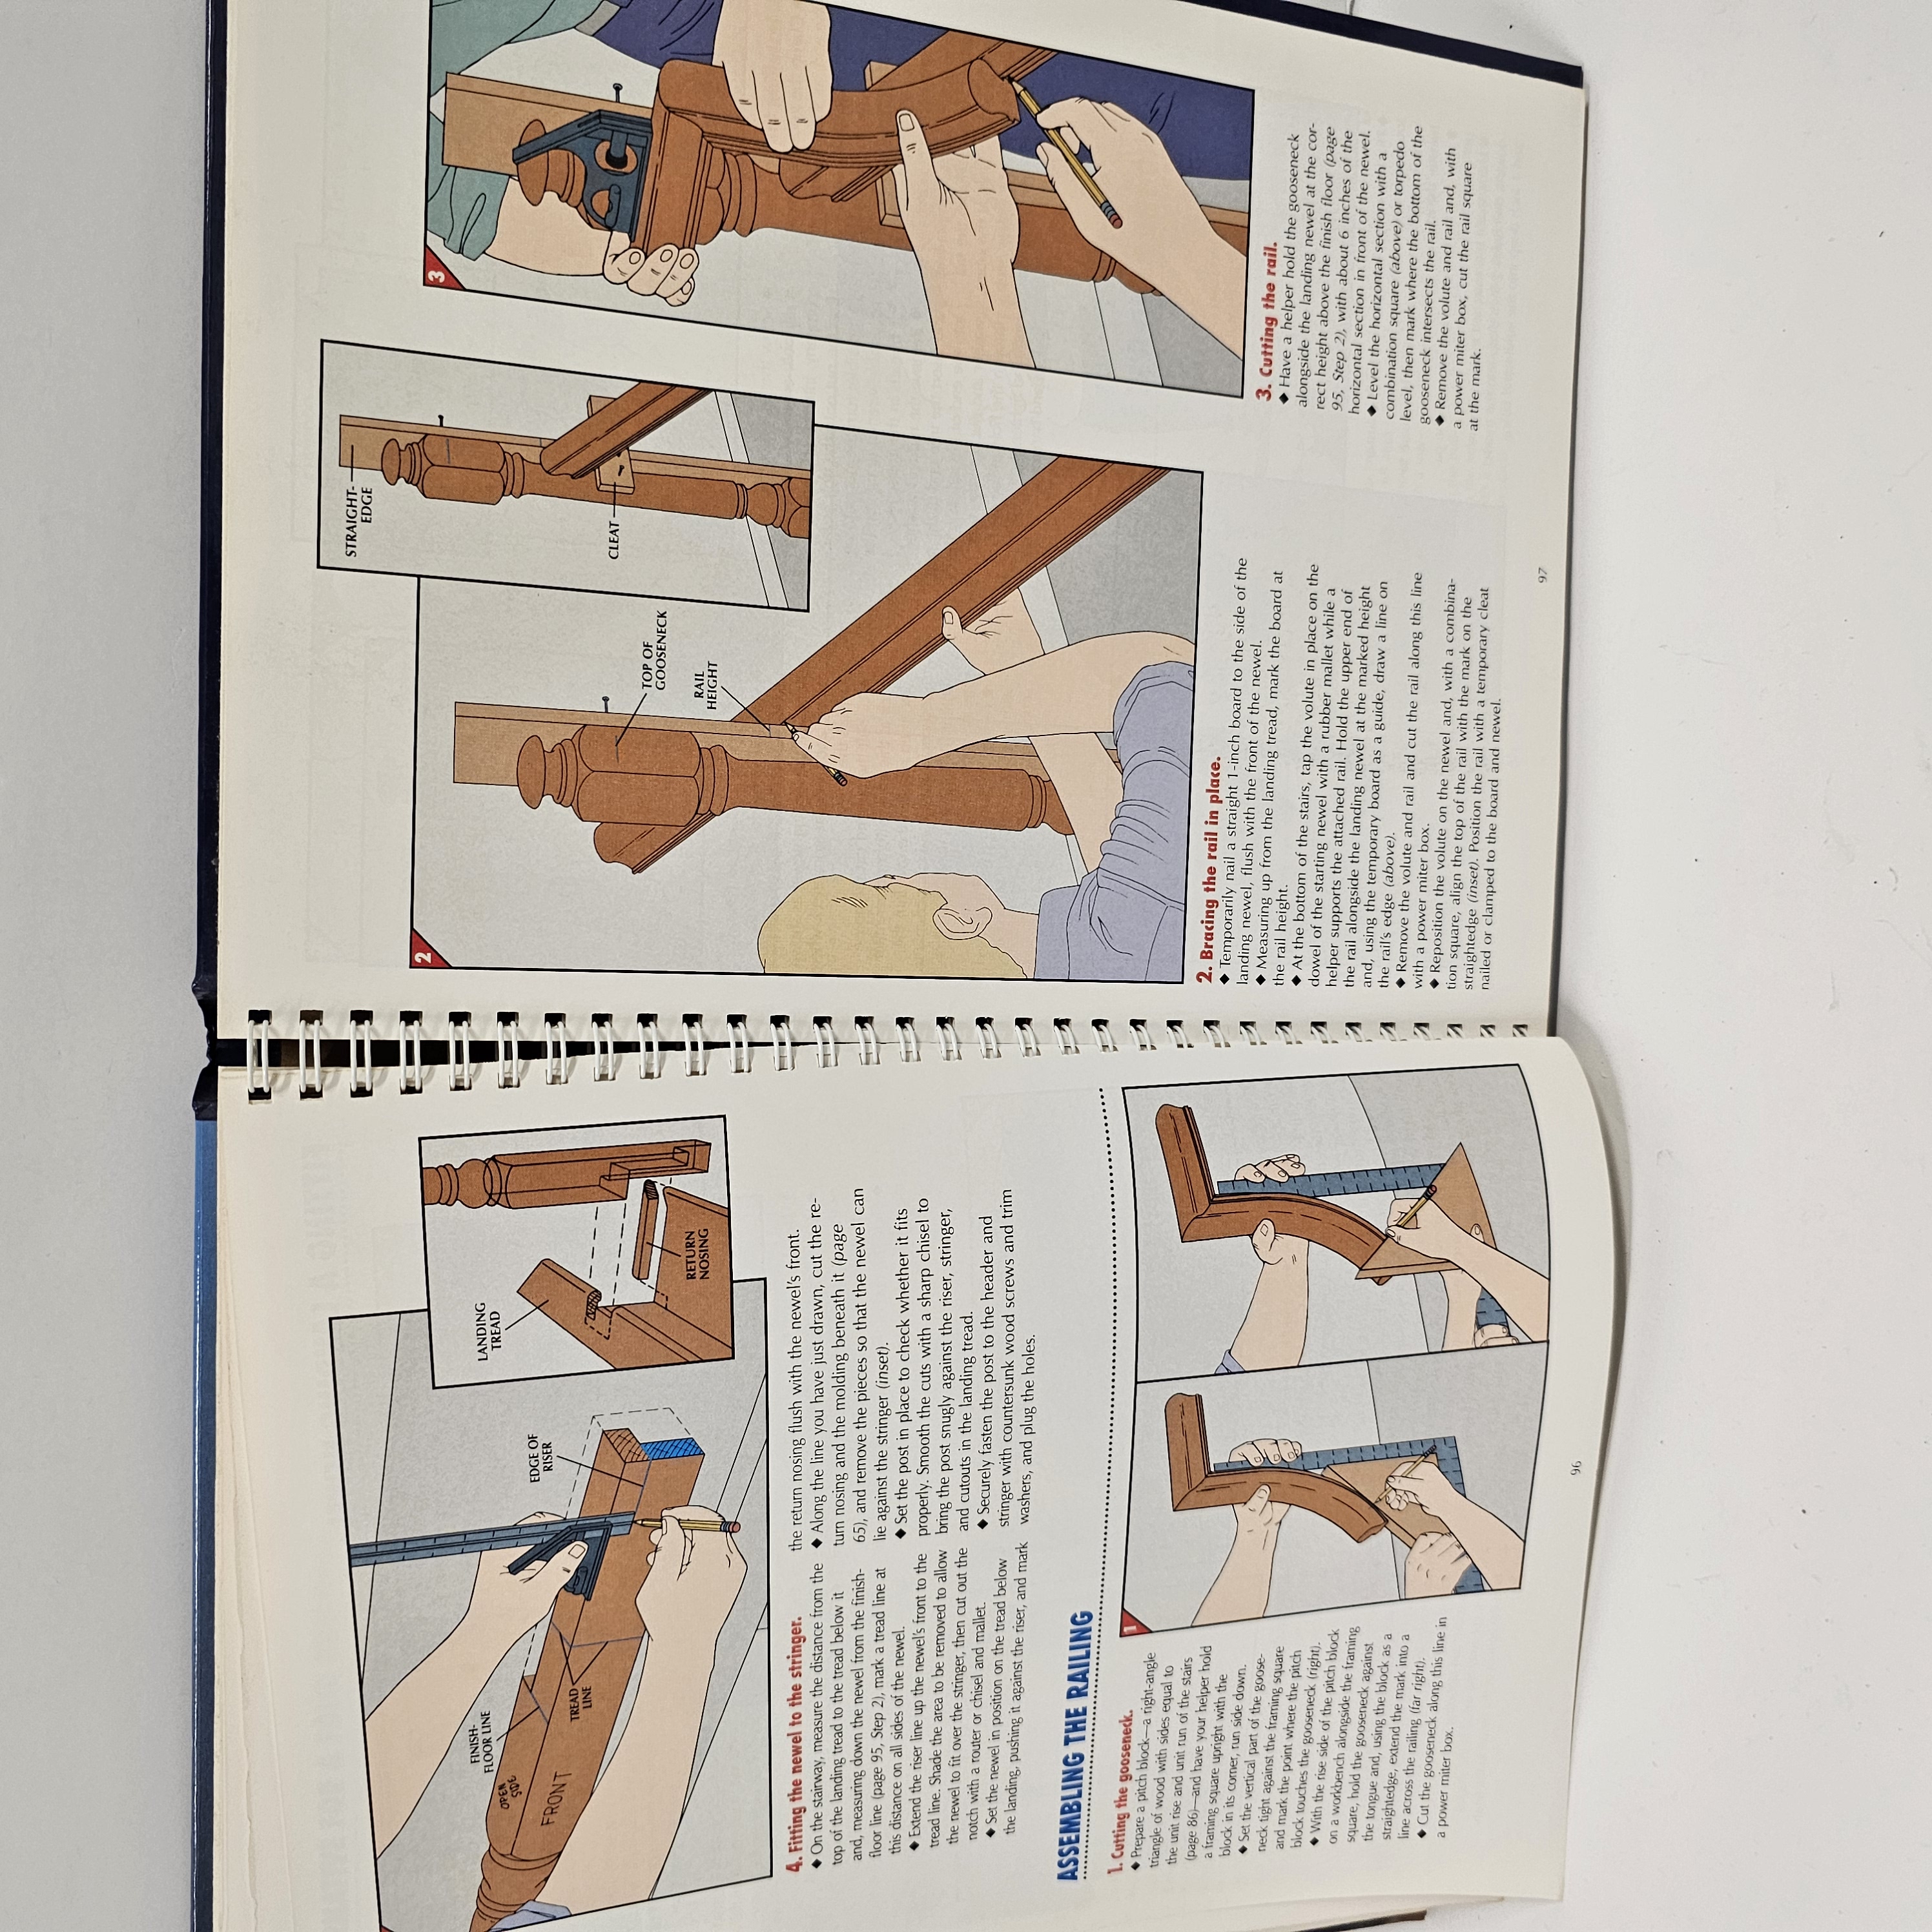 FINISH-
FLOOR LINE
OPEN
SIDE
FRONT
TREAD
LINE
EDGE OF
RISER
LANDING
TREAD
RETURN
NOSING
4. Fitting the newel to the stringer.
◆ On the stairway, measure the distance from the
top of the landing tread to the tread below it
and, measuring down the newel from the finish-
floor line (page 95, Step 2), mark a tread line at
this distance on all sides of the newel.
◆ Extend the riser line up the newel's front to the
tread line. Shade the area to be removed to allow
the newel to fit over the stringer, then cut out the
notch with a router or chisel and mallet.
◆ Set the newel in position on the tread below
the landing, pushing it against the riser, and mark
the return nosing flush with the newel's front.
◆ Along the line you have just drawn, cut the re-
turn nosing and the molding beneath it (page
65), and remove the pieces so that the newel can
lie against the stringer (inset).
◆ Set the post in place to check whether it fits
properly. Smooth the cuts with a sharp chisel to
bring the post snugly against the riser, stringer,
and cutouts in the landing tread.
◆ Securely fasten the post to the header and
stringer with countersunk wood screws and trim
washers, and plug the holes.
ASSEMBLING THE RAILING
1. Cutting the gooseneck.
◆ Prepare a pitch block—a right-angle
triangle of wood with sides equal to
the unit rise and unit run of the stairs
(page 86)—and have your helper hold
a framing square upright with the
block in its corner, run side down.
◆ Set the vertical part of the goose-
neck tight against the framing square
and mark the point where the pitch
block touches the gooseneck (right).
◆ With the rise side of the pitch block
on a workbench alongside the framing
square, hold the gooseneck against
the tongue and, using the block as a
straightedge, extend the mark into a
line across the railing (far right).
◆ Cut the gooseneck along this line in
a power miter box.
1
96
2
TOP OF
GOOSENECK
RAIL
HEIGHT
STRAIGHT-
EDGE
CLEAT
3
2. Bracing the rail in place.
◆ Temporarily nail a straight 1-inch board to the side of the
landing newel, flush with the front of the newel.
◆ Measuring up from the landing tread, mark the board at
the rail height.
◆ At the bottom of the stairs, tap the volute in place on the
dowel of the starting newel with a rubber mallet while a
helper supports the attached rail. Hold the upper end of
the rail alongside the landing newel at the marked height
and, using the temporary board as a guide, draw a line on
the rail's edge (above).
◆ Remove the volute and rail and cut the rail along this line
with a power miter box.
◆ Reposition the volute on the newel and, with a combina-
tion square, align the top of the rail with the mark on the
straightedge (inset). Position the rail with a temporary cleat
nailed or clamped to the board and newel.
3. Cutting the rail.
◆ Have a helper hold the gooseneck
alongside the landing newel at the cor-
rect height above the finish floor (page
95, Step 2), with about 6 inches of the
horizontal section in front of the newel.
◆ Level the horizontal section with a
combination square (above) or torpedo
level, then mark where the bottom of the
gooseneck intersects the rail.
◆ Remove the volute and rail and, with
a power miter box, cut the rail square
at the mark.
97